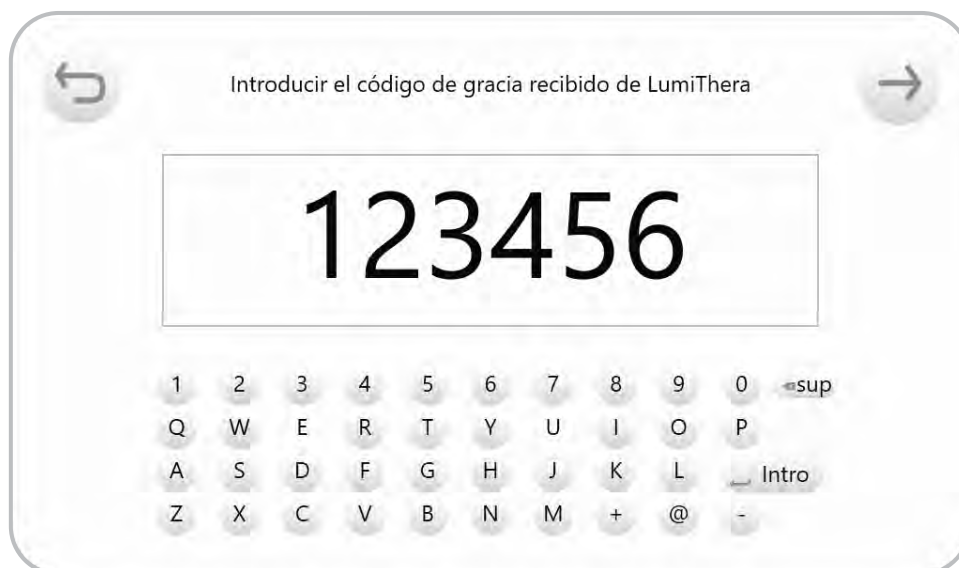 Introducir el código de gracia recibido de LumiThera
123456
1 2 3 4 5 6 7 8 9 0 sup
Q W E R T Y U I O P
A S D F G H J K L Intro
Z X C V B N M + @ -